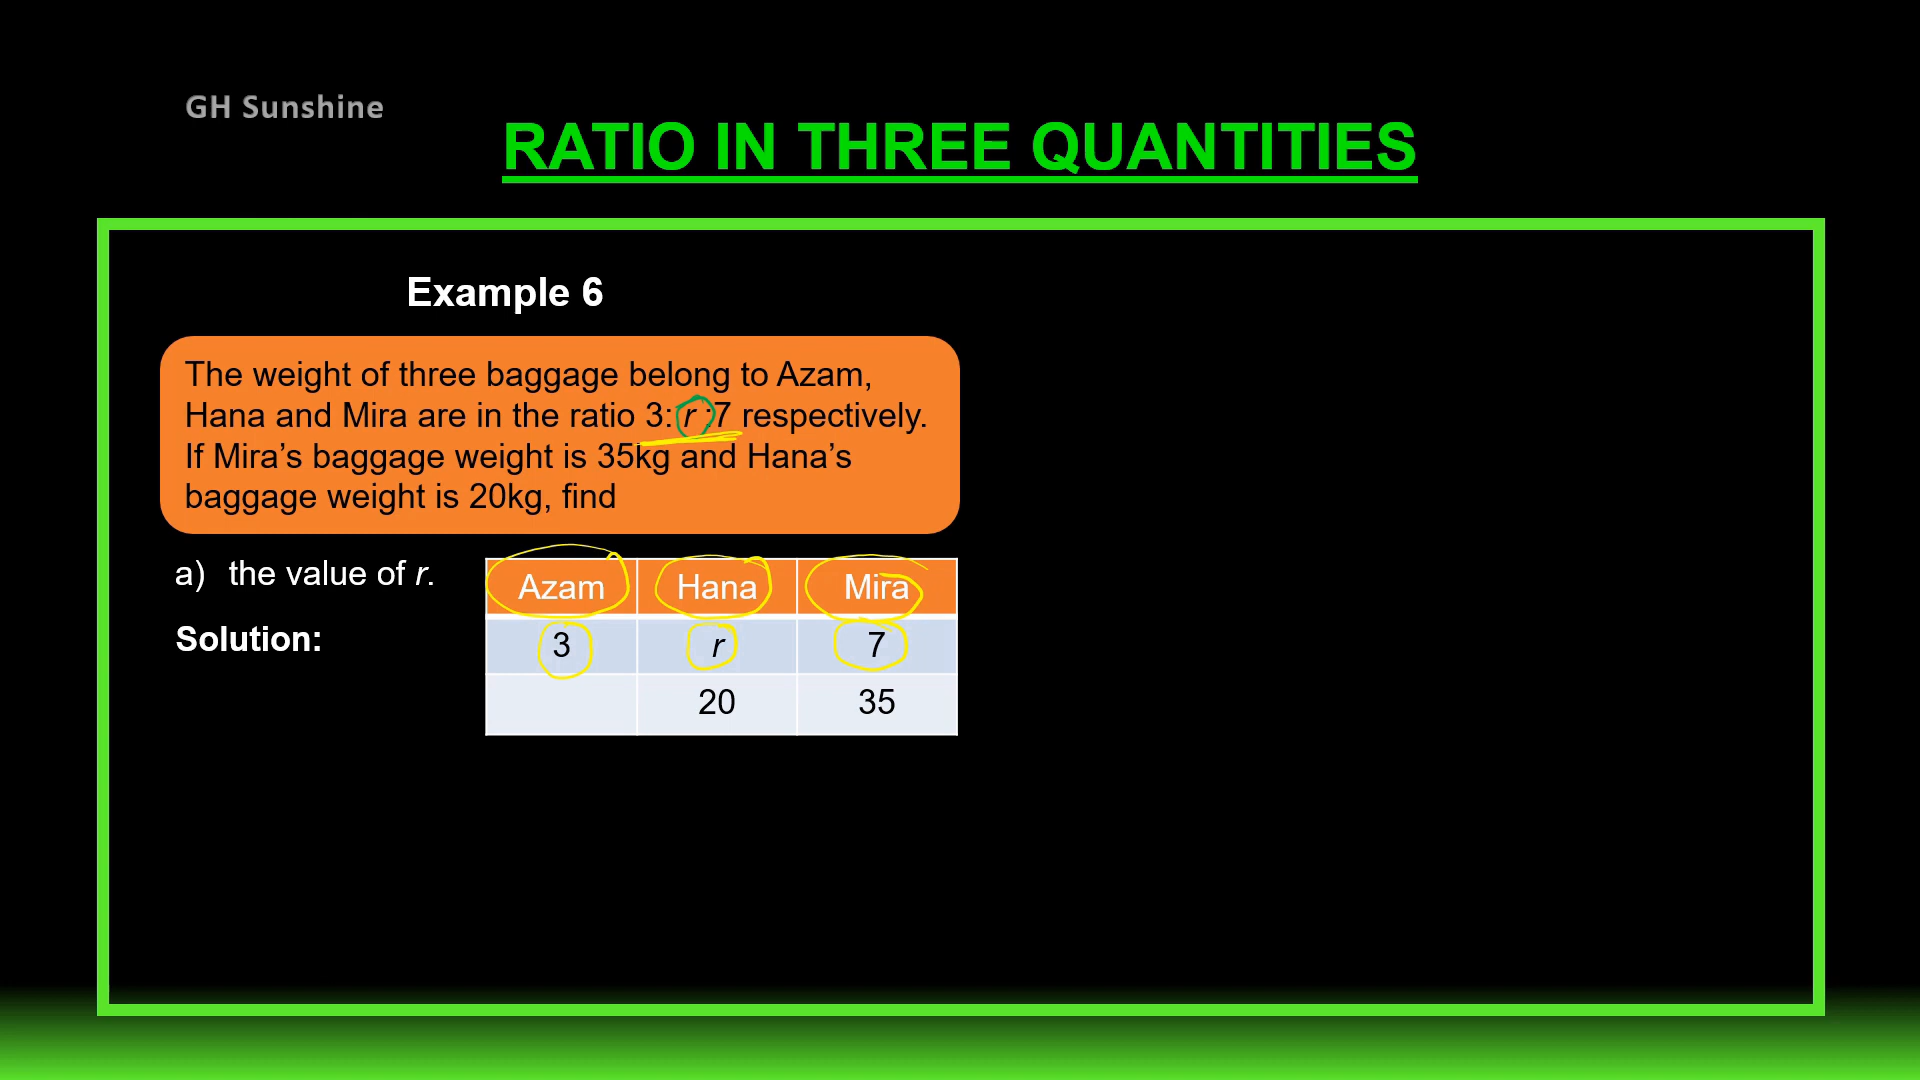 GH Sunshine
RATIO IN THREE QUANTITIES
Example 6
The weight of three baggage belong to Azam,
Hana and Mira are in the ratio 3: r :7 respectively.
If Mira’s baggage weight is 35kg and Hana’s
baggage weight is 20kg, find
a) the value of r.
Solution:
Azam Hana Mira
3 r 7
20 35